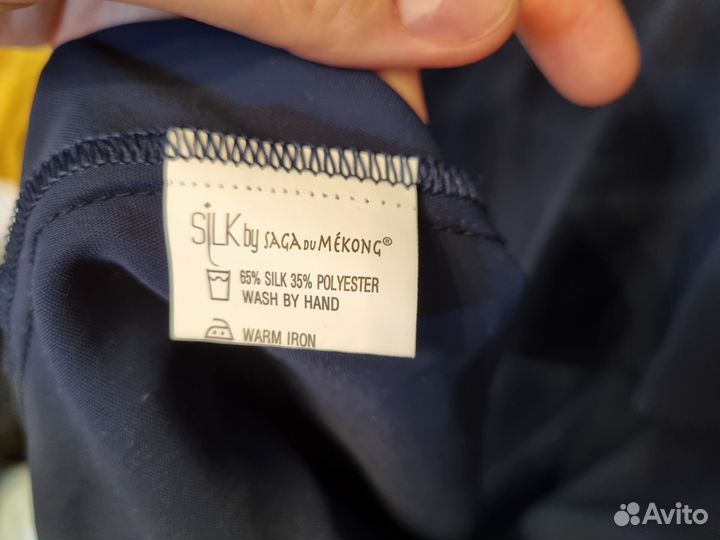 SiLK by SAGA DU MÉKONG®
65% SILK 35% POLYESTER
WASH BY HAND
WARM IRON
Avito